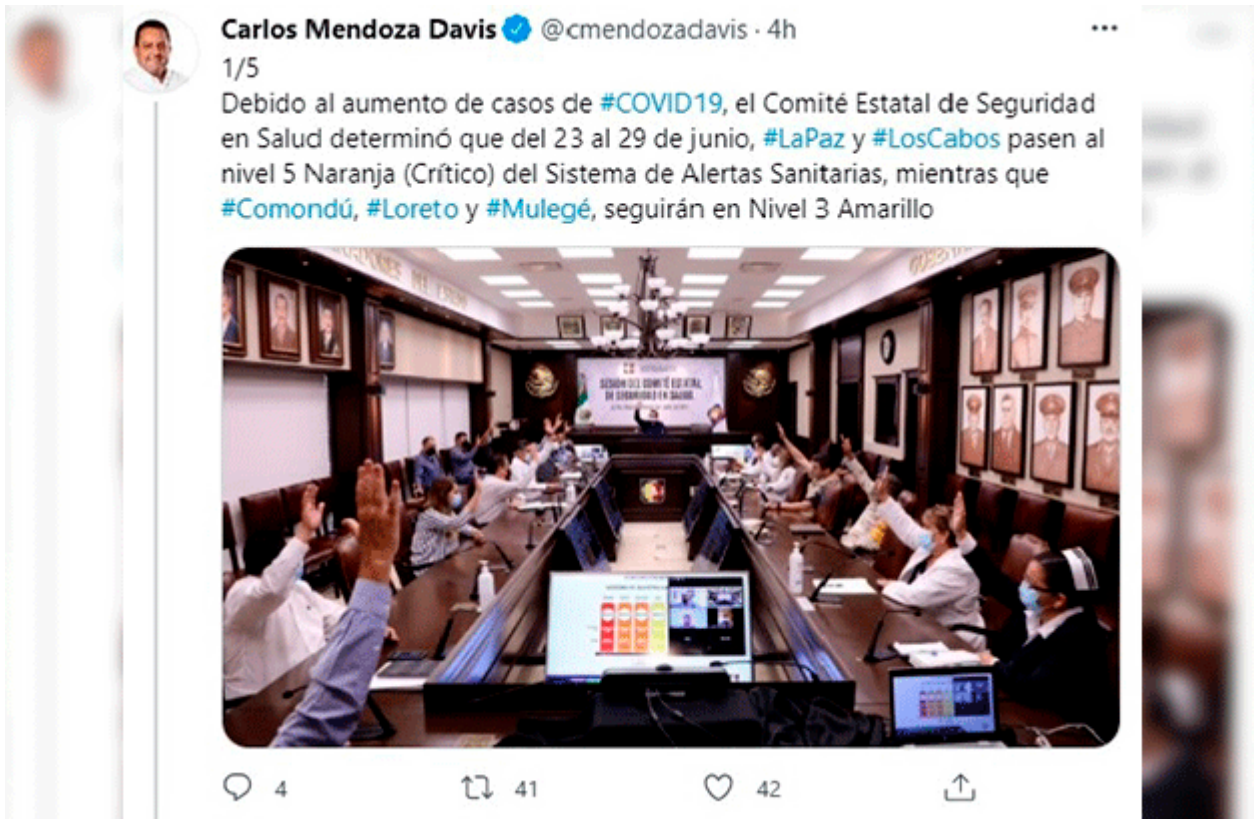 Carlos Mendoza Davis @cmendozadavis · 4h
1/5
Debido al aumento de casos de #COVID19, el Comité Estatal de Seguridad
en Salud determinó que del 23 al 29 de junio, #LaPaz y #LosCabos pasen al
nivel 5 Naranja (Crítico) del Sistema de Alertas Sanitarias, mientras que
#Comondú, #Loreto y #Mulegé, seguirán en Nivel 3 Amarillo
SESIÓN DEL COMITÉ ESTATAL
DE SEGURIDAD EN SALUD
4 41 42